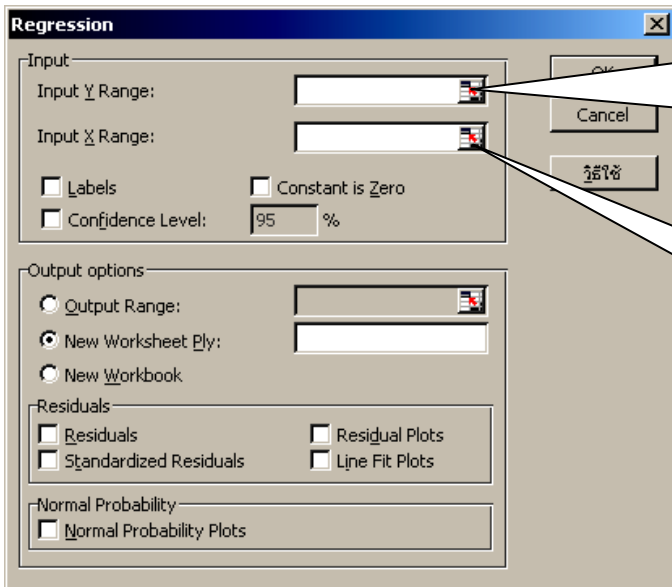 Regression
Input
Input Y Range:
Input X Range:
Labels
Constant is Zero
Confidence Level: 95 %
Cancel
วิธีใช้
Output options
Output Range:
New Worksheet Ply:
New Workbook
Residuals
Residuals
Residual Plots
Standardized Residuals
Line Fit Plots
Normal Probability
Normal Probability Plots